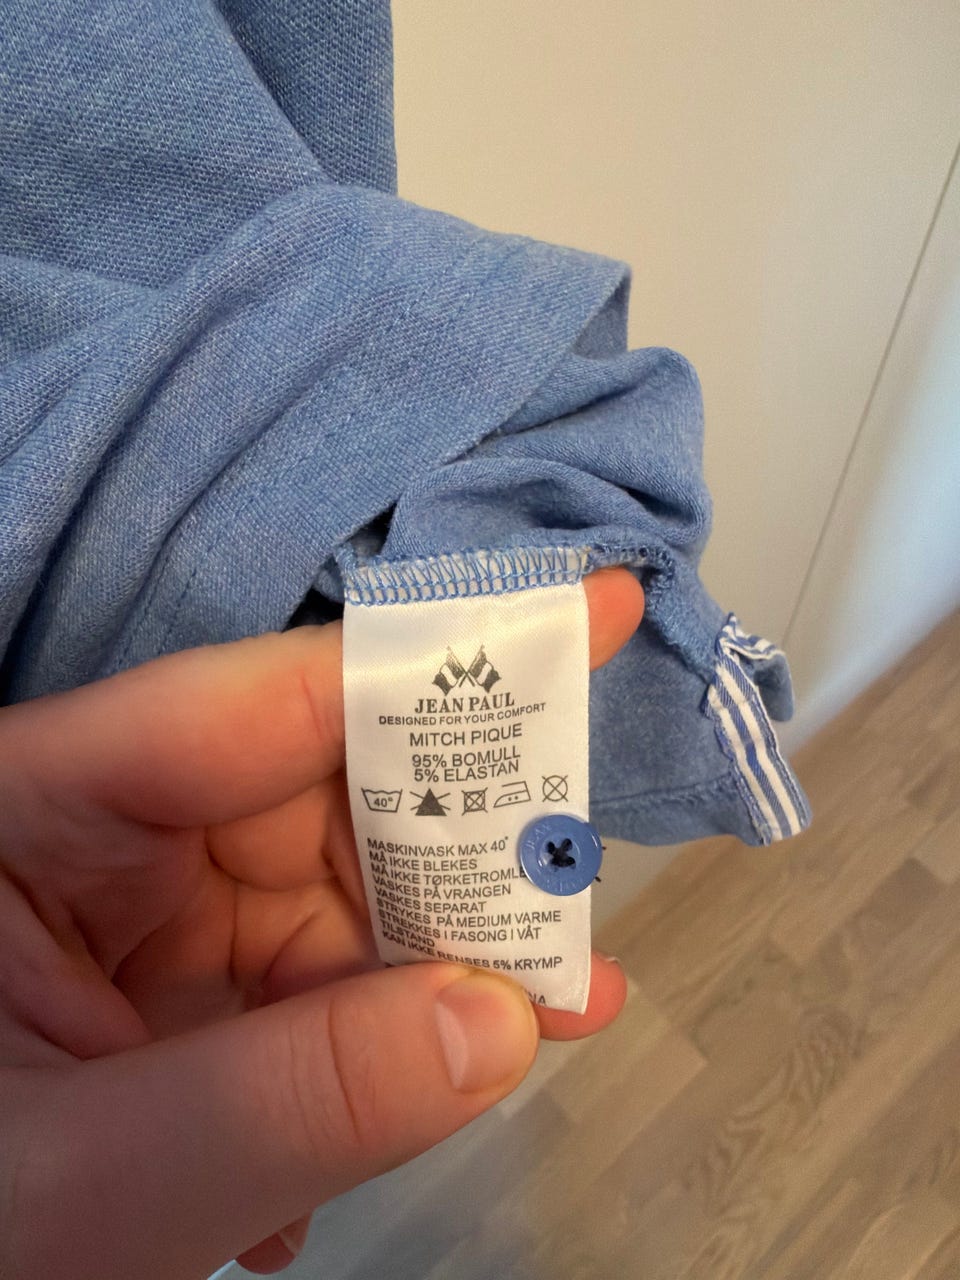 JEAN PAUL
DESIGNED FOR YOUR COMFORT
MITCH PIQUE
95% BOMULL
5% ELASTAN
40°
MASKINVASK MAX 40°
MÅ IKKE BLEKES
MÅ IKKE
VASKES PÅ VRANGEN
VASKES SEPARAT
STRYKES PÅ MEDIUM VARME
STREKKES I FASONG I VÅT
TILSTAND
KAN IKKE RENSES 5% KRYMP
JEAN